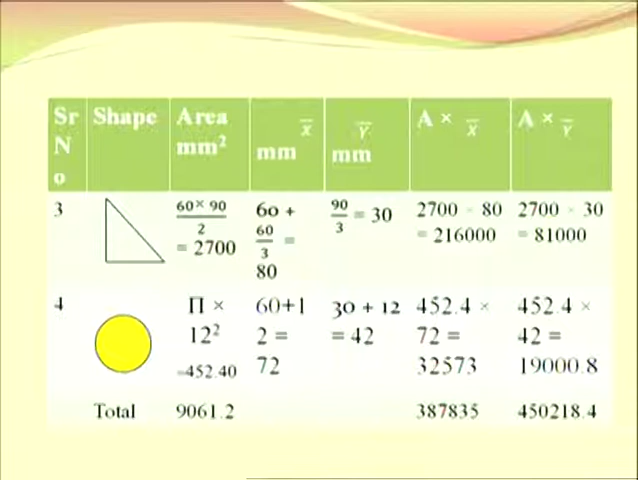 Sr N o Shape Area mm² x̅ mm y̅ mm A × x̅ A × y̅
3 60 × 90 / 2 = 2700 60 + 60/3 = 80 90/3 = 30 2700 × 80 = 216000 2700 × 30 = 81000
4 Π × 12² =452.40 60+12 = 72 30 + 12 = 42 452.4 × 72 = 32573 452.4 × 42 = 19000.8
Total 9061.2 387835 450218.4